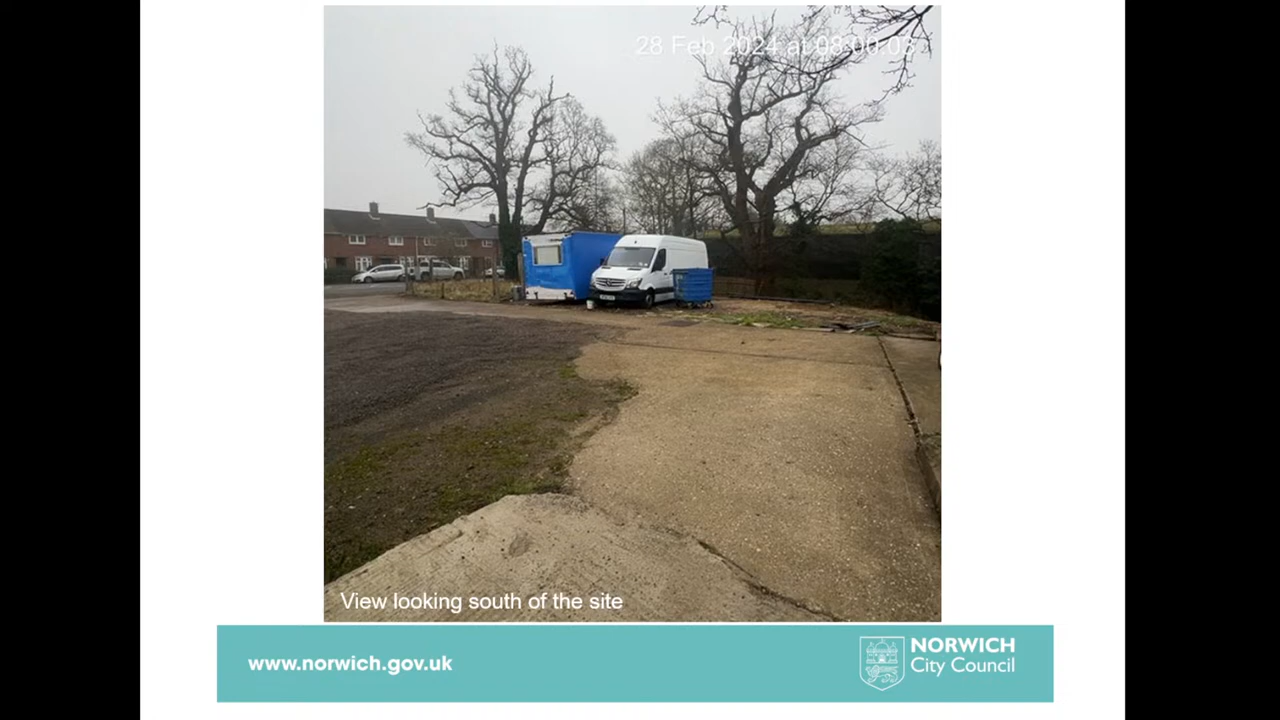 28 Feb 2024 at 08:00:03
View looking south of the site
www.norwich.gov.uk
NORWICH
City Council